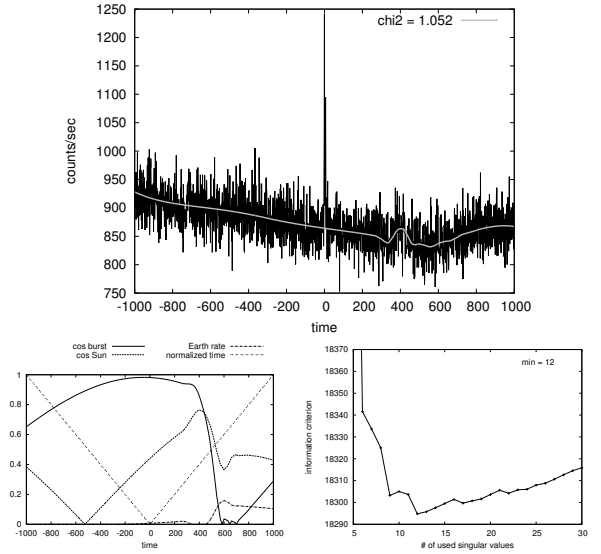 1250
1200
1150
1100
1050
1000
950
900
850
800
750
counts/sec
chi2 = 1.052
-1000 -800 -600 -400 -200 0 200 400 600 800 1000
time
cos burst
cos Sun
Earth rate
normalized time
1
0.8
0.6
0.4
0.2
0
-1000 -800 -600 -400 -200 0 200 400 600 800 1000
time
18370
18360
18350
18340
18330
18320
18310
18300
18290
information criterion
min = 12
5 10 15 20 25 30
# of used singular values